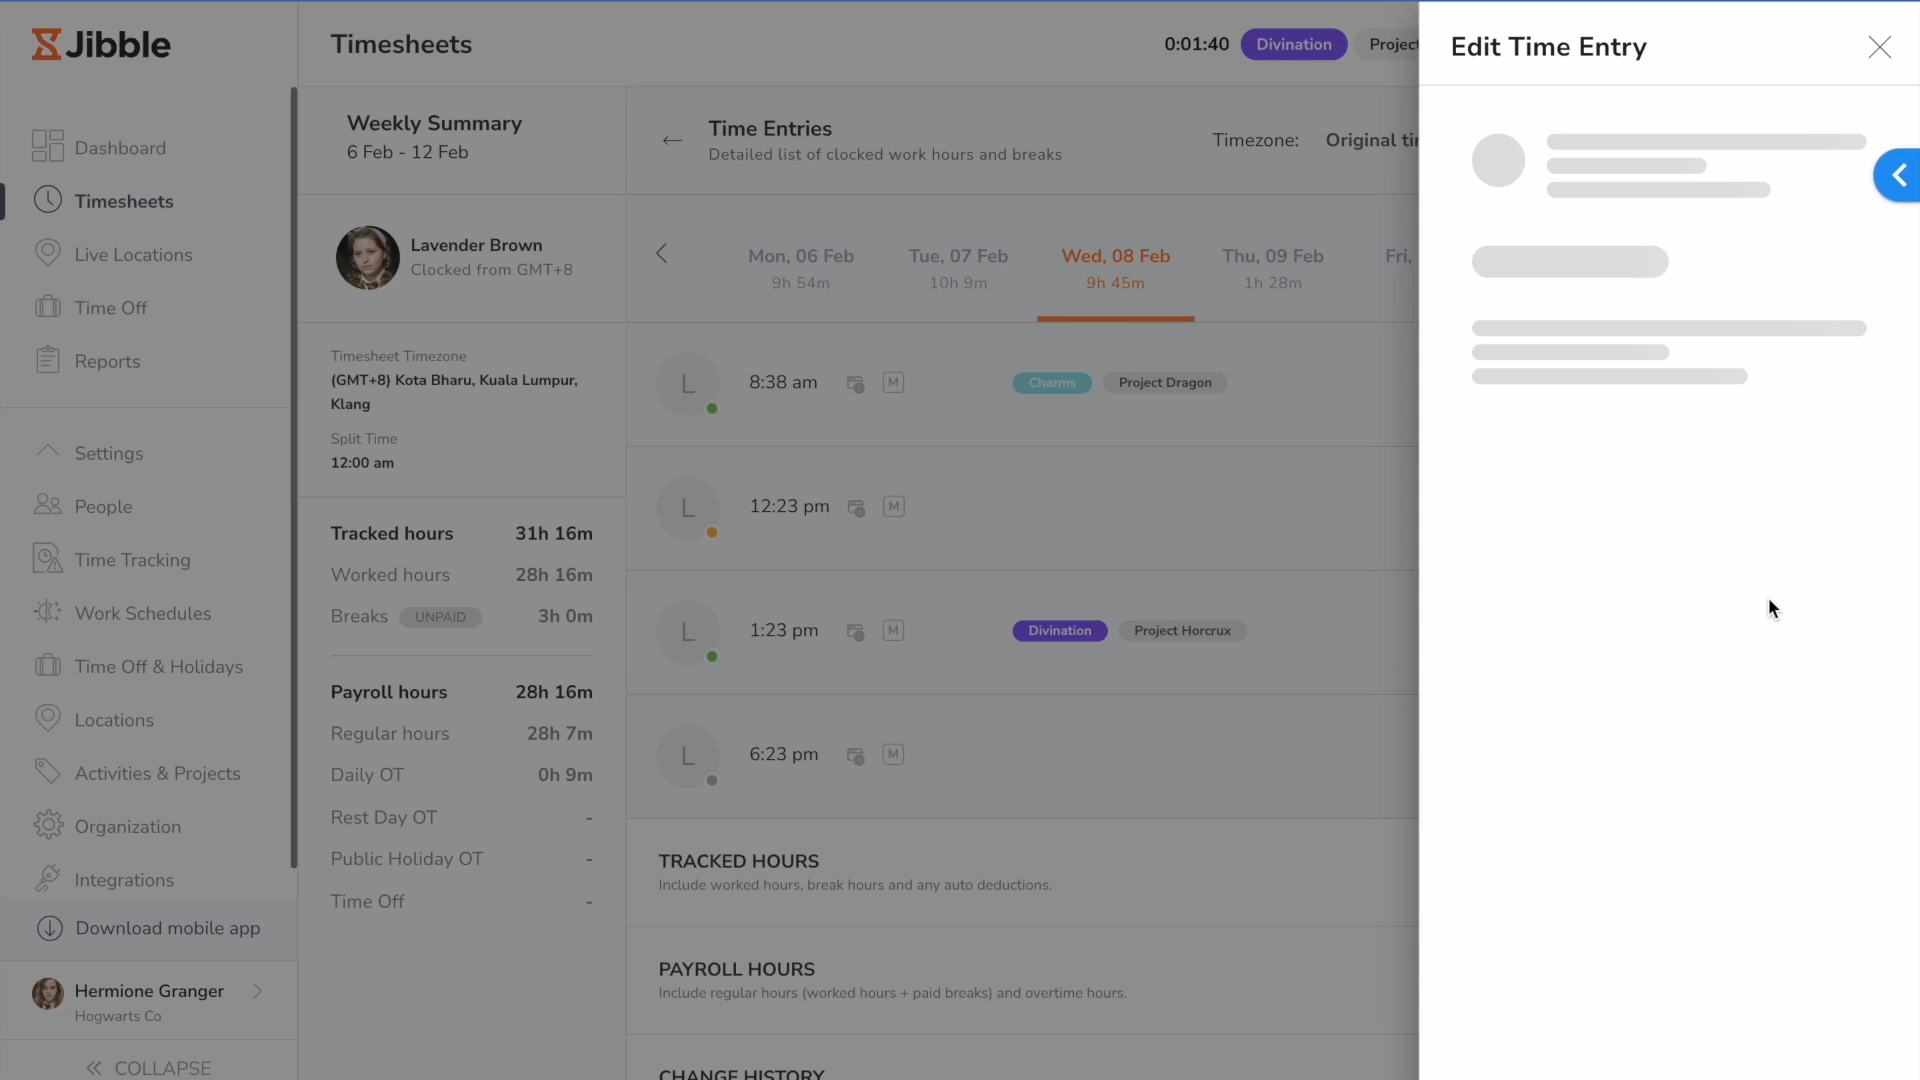 Jibble
Dashboard
Timesheets
Live Locations
Time Off
Reports
Settings
People
Time Tracking
Work Schedules
Time Off & Holidays
Locations
Activities & Projects
Organization
Integrations
Download mobile app
Hermione Granger
Hogwarts Co
COLLAPSE
Timesheets
0:01:40
Divination
Project
Weekly Summary
6 Feb - 12 Feb
Lavender Brown
Clocked from GMT+8
Timesheet Timezone
(GMT+8) Kota Bharu, Kuala Lumpur,
Klang
Split Time
12:00 am
Tracked hours 31h 16m
Worked hours 28h 16m
Breaks UNPAID 3h 0m
Payroll hours 28h 16m
Regular hours 28h 7m
Daily OT 0h 9m
Rest Day OT -
Public Holiday OT -
Time Off -
Time Entries
Detailed list of clocked work hours and breaks
Timezone: Original ti
Mon, 06 Feb
9h 54m
Tue, 07 Feb
10h 9m
Wed, 08 Feb
9h 45m
Thu, 09 Feb
1h 28m
Fri,
L 8:38 am M Charms Project Dragon
L 12:23 pm M
L 1:23 pm M Divination Project Horcrux
L 6:23 pm M
TRACKED HOURS
Include worked hours, break hours and any auto deductions.
PAYROLL HOURS
Include regular hours (worked hours + paid breaks) and overtime hours.
CHANGE HISTORY
Edit Time Entry